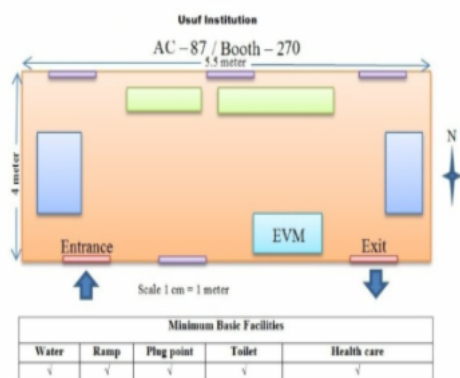 Usuf Institution
AC – 87 / Booth – 270
5.5 meter
4 meter
N
Entrance
EVM
Exit
Scale 1 cm = 1 meter
Minimum Basic Facilities
Water Ramp Plug point Toilet Health care
√ √ √ √ √